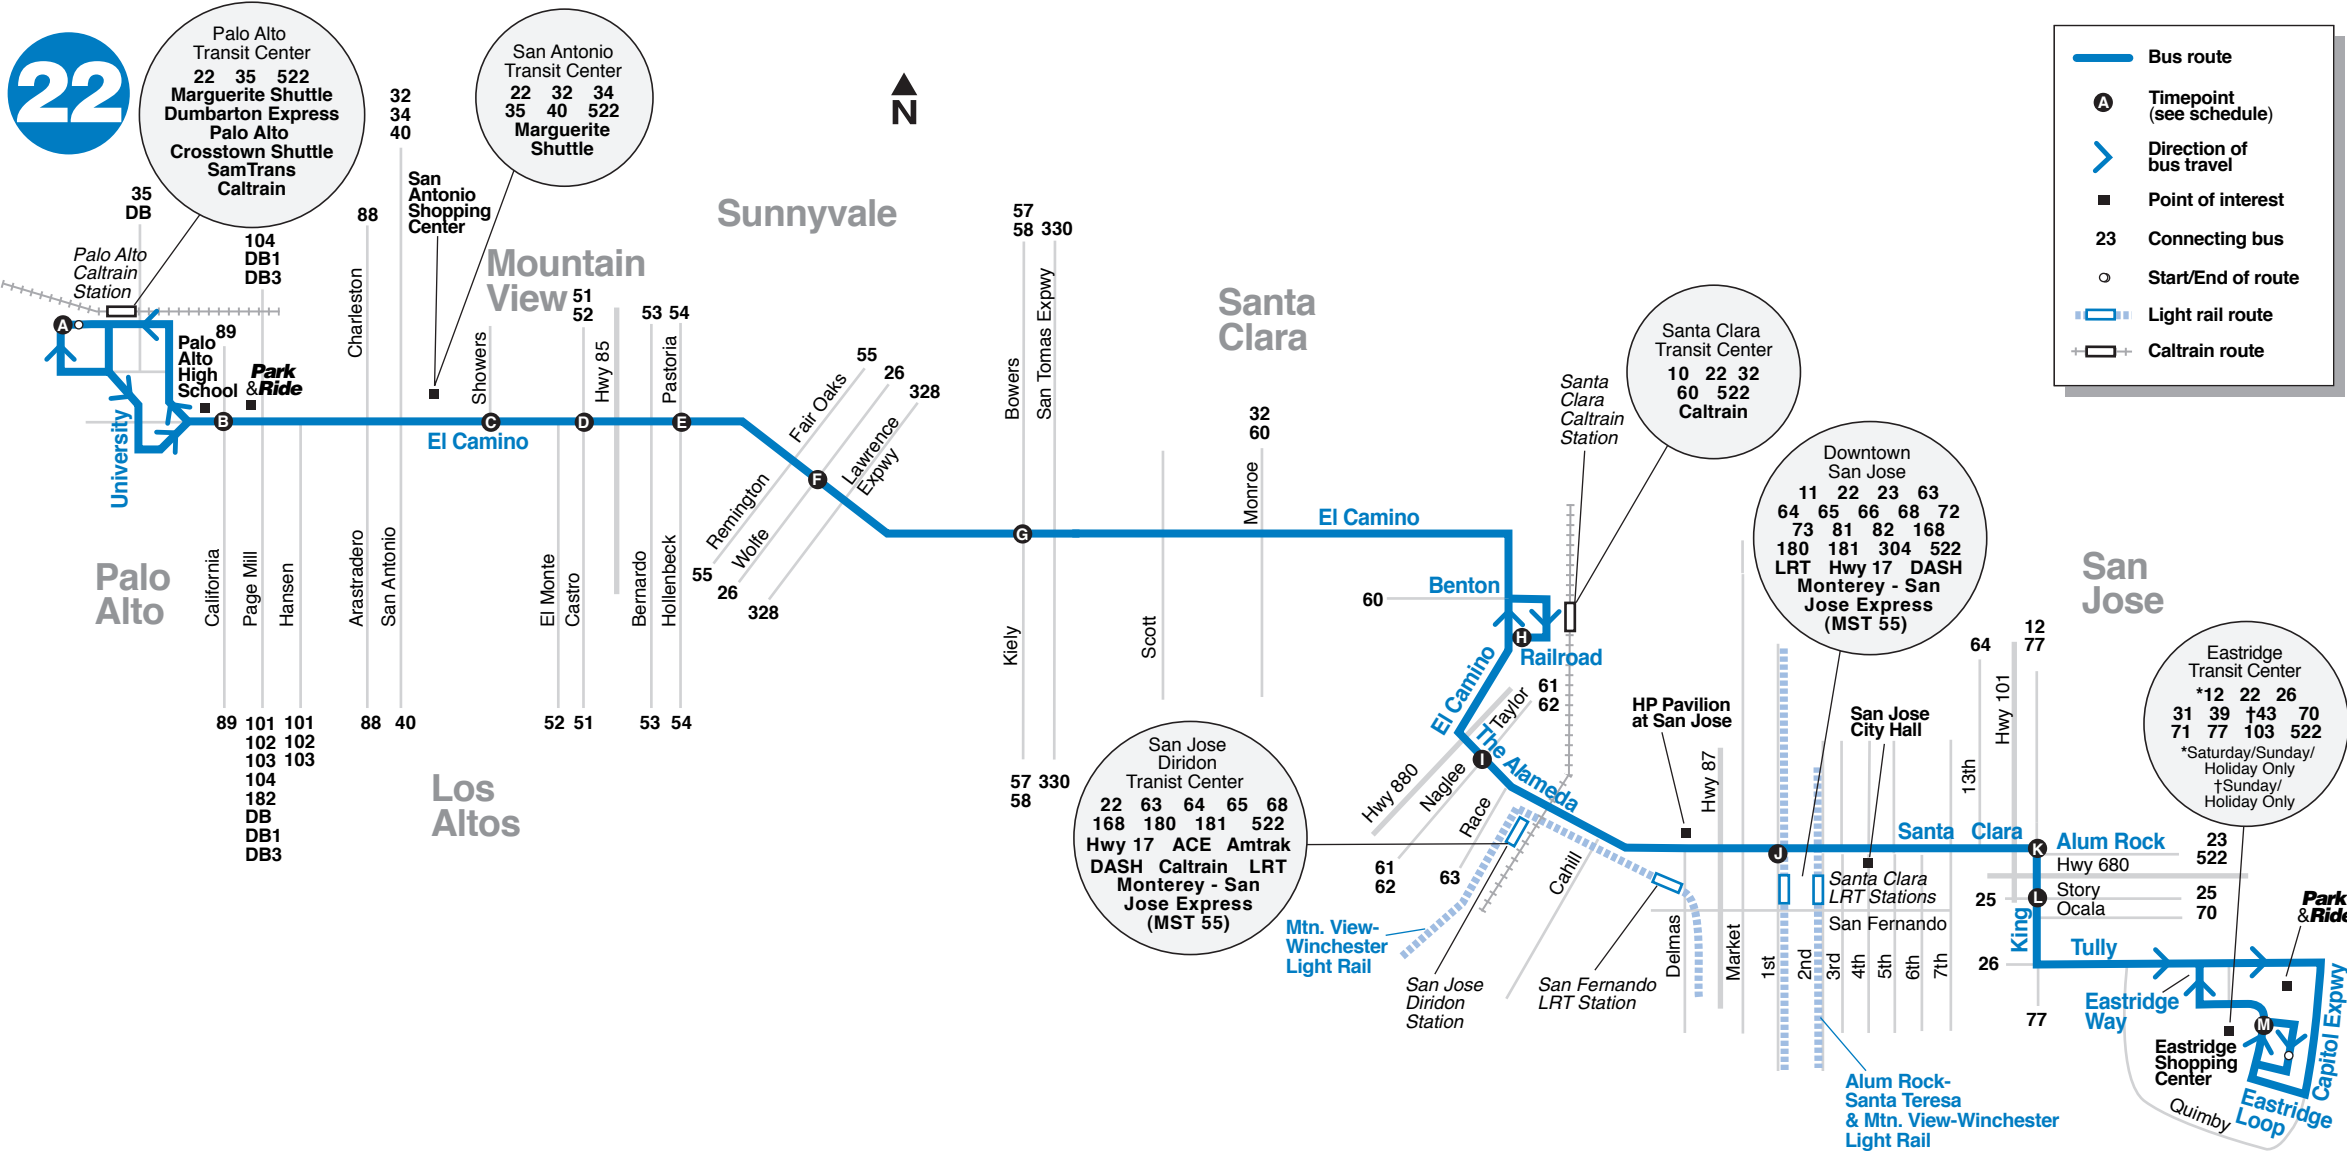 22
Palo Alto
Transit Center
22 35 522
Marguerite Shuttle
Dumbarton Express
Palo Alto
Crosstown Shuttle
SamTrans
Caltrain
San Antonio
Transit Center
22 32 34
35 40 522
Marguerite
Shuttle
N
Bus route
A
Timepoint
(see schedule)
Direction of
bus travel
Point of interest
23
Connecting bus
Start/End of route
Light rail route
Caltrain route
35
DB
104
DB1
DB3
88
32
34
40
San
Antonio
Shopping
Center
Palo Alto
Caltrain
Station
Palo
Alto
High
School
89
Park
&Ride
Charleston
Mountain
View
Sunnyvale
Showers
51
52
Hwy 85
53
54
Pastoria
A
B
C
D
E
University
El Camino
Palo
Alto
California
Page Mill
Hansen
Arastradero
San Antonio
El Monte
Castro
Bernardo
Hollenbeck
89
101
102
103
104
182
DB
DB1
DB3
101
102
103
88
40
52
51
53
54
Los
Altos
Fair Oaks
55
26
328
Lawrence
Expwy
F
Remington
Wolfe
55
26
328
57
58
330
Bowers
San Tomas Expwy
G
Kiely
57
58
330
Santa
Clara
Scott
32
60
Monroe
El Camino
Santa
Clara
Caltrain
Station
Santa Clara
Transit Center
10 22 32
60 522
Caltrain
Benton
60
H
Railroad
El Camino
Taylor
61
62
The Alameda
I
Hwy 880
Naglee
Race
61
62
63
San Jose
Diridon
Tranist Center
22 63 64 65 68
168 180 181 522
Hwy 17 ACE Amtrak
DASH Caltrain LRT
Monterey - San
Jose Express
(MST 55)
Mtn. View-
Winchester
Light Rail
San Jose
Diridon
Station
Cahill
San Fernando
LRT Station
Downtown
San Jose
11 22 23 63
64 65 66 68 72
73 81 82 168
180 181 304 522
LRT Hwy 17 DASH
Monterey - San
Jose Express
(MST 55)
HP Pavilion
at San Jose
Hwy 87
San Jose
City Hall
J
Santa Clara
Santa Clara
LRT Stations
San Fernando
Delmas
Market
1st
2nd
3rd
4th
5th
6th
7th
13th
64
12
77
Hwy 101
San
Jose
K
Alum Rock
23
522
Hwy 680
L
25
Story
25
Ocala
70
King
26
Tully
77
Alum Rock-
Santa Teresa
& Mtn. View-Winchester
Light Rail
Eastridge
Transit Center
*12 22 26
31 39 †43 70
71 77 103 522
*Saturday/Sunday/
Holiday Only
†Sunday/
Holiday Only
Park
&Ride
Eastridge
Way
M
Eastridge
Shopping
Center
Capitol Expwy
Eastridge
Loop
Quimby